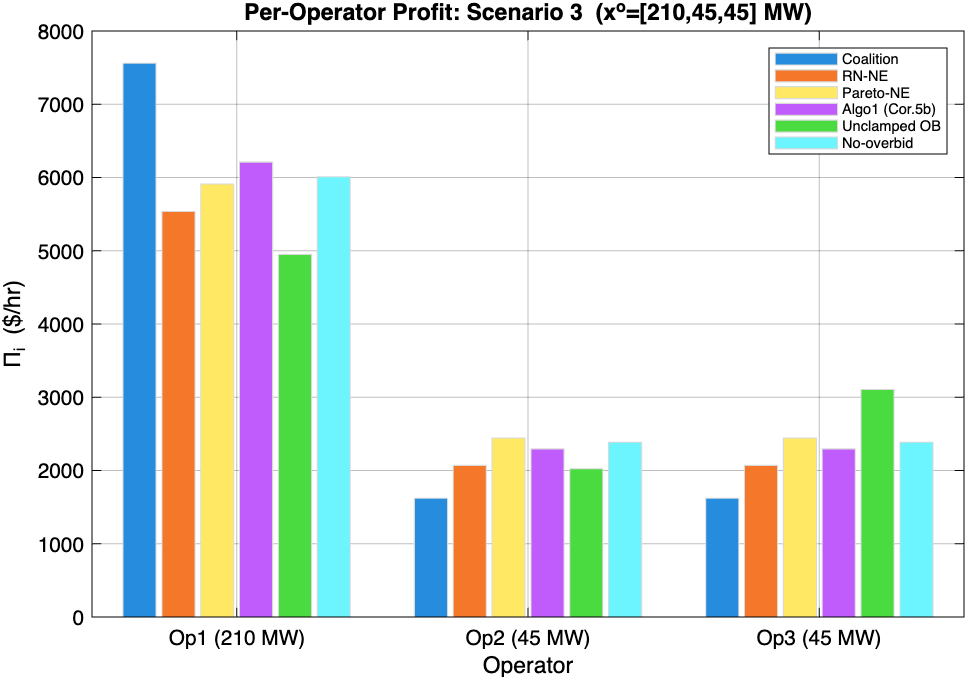 Per-Operator Profit: Scenario 3 (xº=[210,45,45] MW)
8000
7000
6000
5000
4000
3000
2000
1000
0
Πi ($/hr)
Coalition
RN-NE
Pareto-NE
Algo1 (Cor.5b)
Unclamped OB
No-overbid
Op1 (210 MW)
Op2 (45 MW)
Op3 (45 MW)
Operator